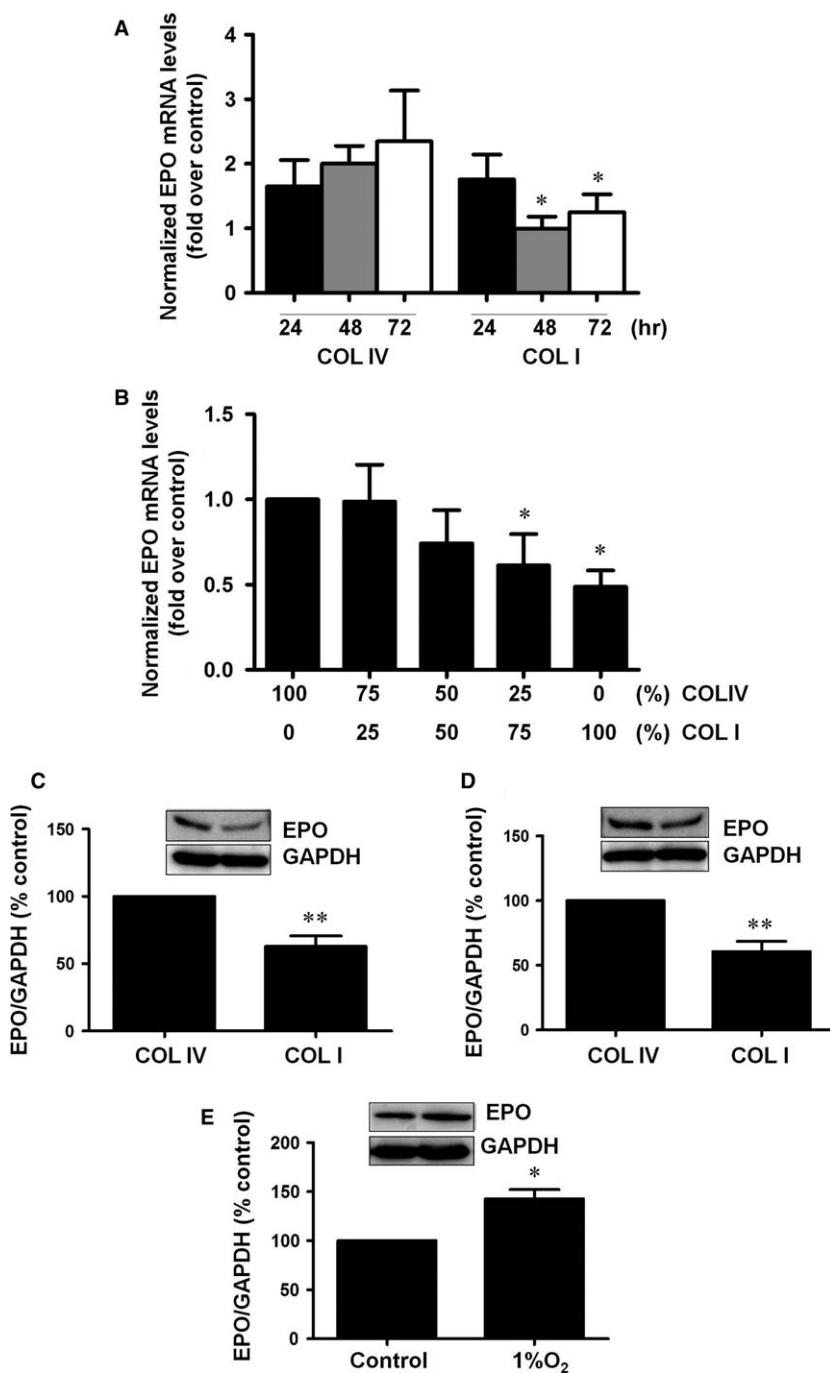 A
Normalized EPO mRNA levels
(fold over control)
4
3
2
1
0
* *
24 48 72 24 48 72 (hr)
COL IV COL I
B
Normalized EPO mRNA levels
(fold over control)
1.5
1.0
0.5
0.0
* *
100 75 50 25 0 (%) COLIV
0 25 50 75 100 (%) COL I
C
EPO/GAPDH (% control)
150
100
50
0
EPO
GAPDH
**
COL IV COL I
D
EPO/GAPDH (% control)
150
100
50
0
EPO
GAPDH
**
COL IV COL I
E
EPO/GAPDH (% control)
200
150
100
50
0
EPO
GAPDH
*
Control 1%O₂